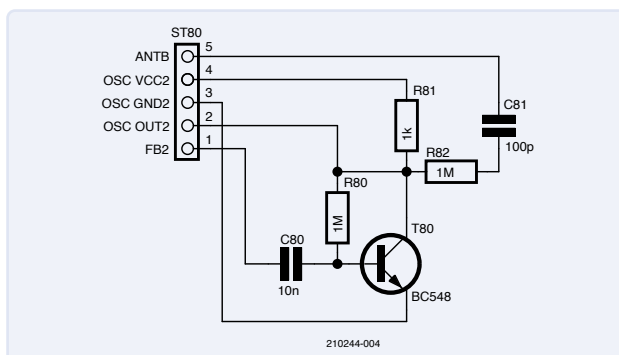 ST80
ANTB 5
OSC VCC2 4
OSC GND2 3
OSC OUT2 2
FB2 1
R81
1k
C81
100p
R82
1M
R80
1M
C80
10n
T80
BC548
210244-004